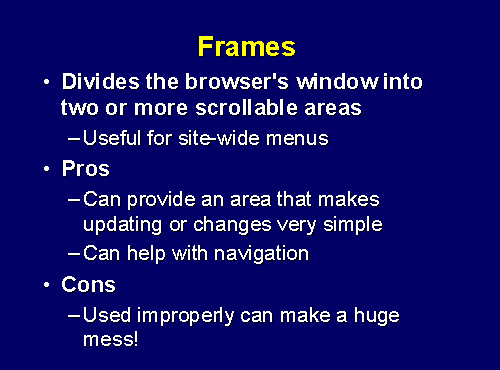 Frames
• Divides the browser's window into
two or more scrollable areas
–Useful for site-wide menus
• Pros
–Can provide an area that makes
updating or changes very simple
–Can help with navigation
• Cons
–Used improperly can make a huge
mess!